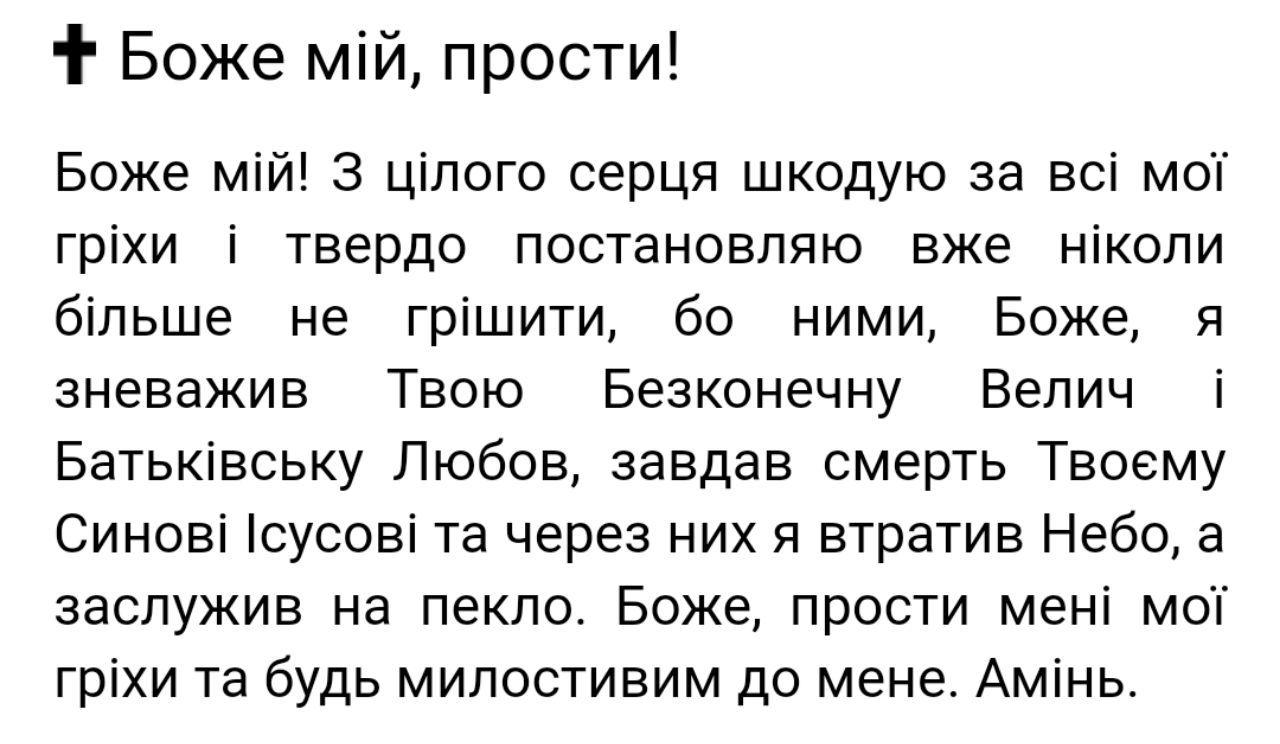 ✝ Боже мій, прости!
Боже мій! З цілого серця шкодую за всі мої
гріхи і твердо постановляю вже ніколи
більше не грішити, бо ними, Боже, я
зневажив Твою Безконечну Велич і
Батьківську Любов, завдав смерть Твоєму
Синові Ісусові та через них я втратив Небо, а
заслужив на пекло. Боже, прости мені мої
гріхи та будь милостивим до мене. Амінь.